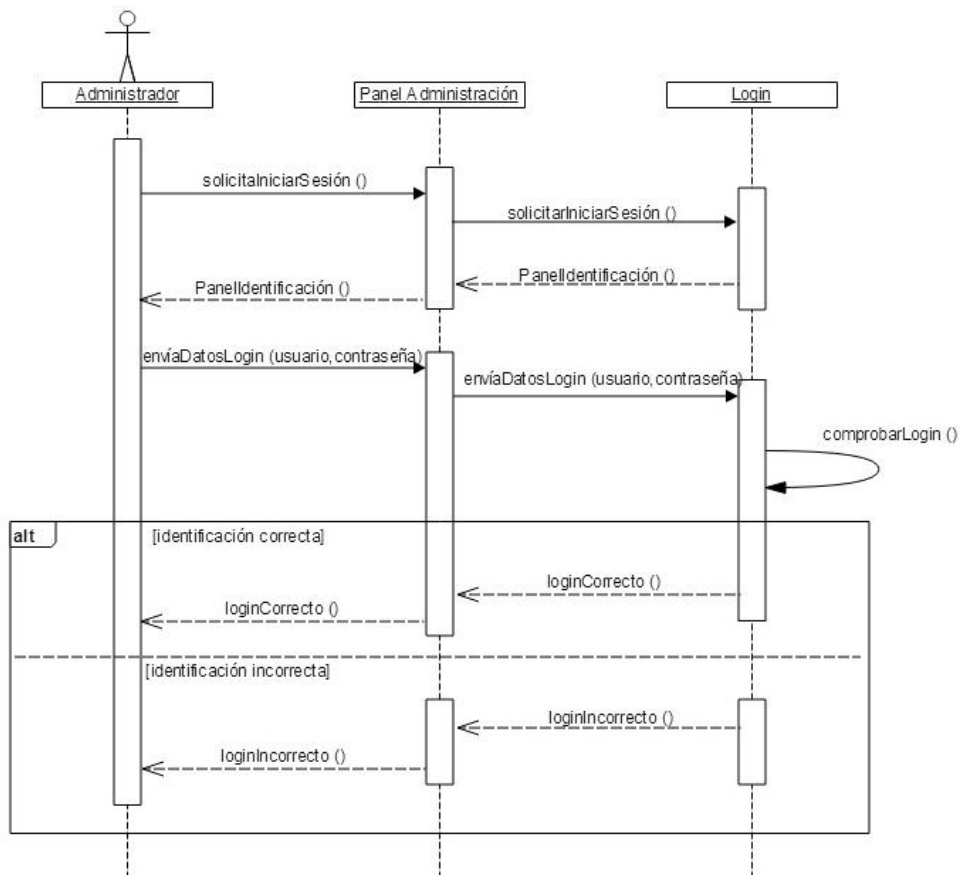 Administrador
Panel Administración
Login
solicitaIniciarSesión ()
solicitarIniciarSesión ()
PanelIdentificación ()
PanelIdentificación ()
envíaDatosLogin (usuario,contraseña)
envíaDatosLogin (usuario,contraseña)
comprobarLogin ()
alt
[identificación correcta]
loginCorrecto ()
loginCorrecto ()
[identificación incorrecta]
loginIncorrecto ()
loginIncorrecto ()